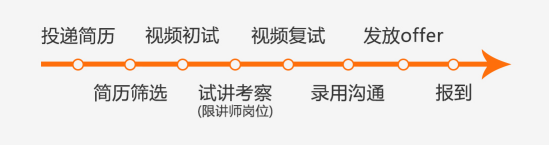 投递简历
视频初试
视频复试
发放offer
简历筛选
试讲考察
(限讲师岗位)
录用沟通
报到